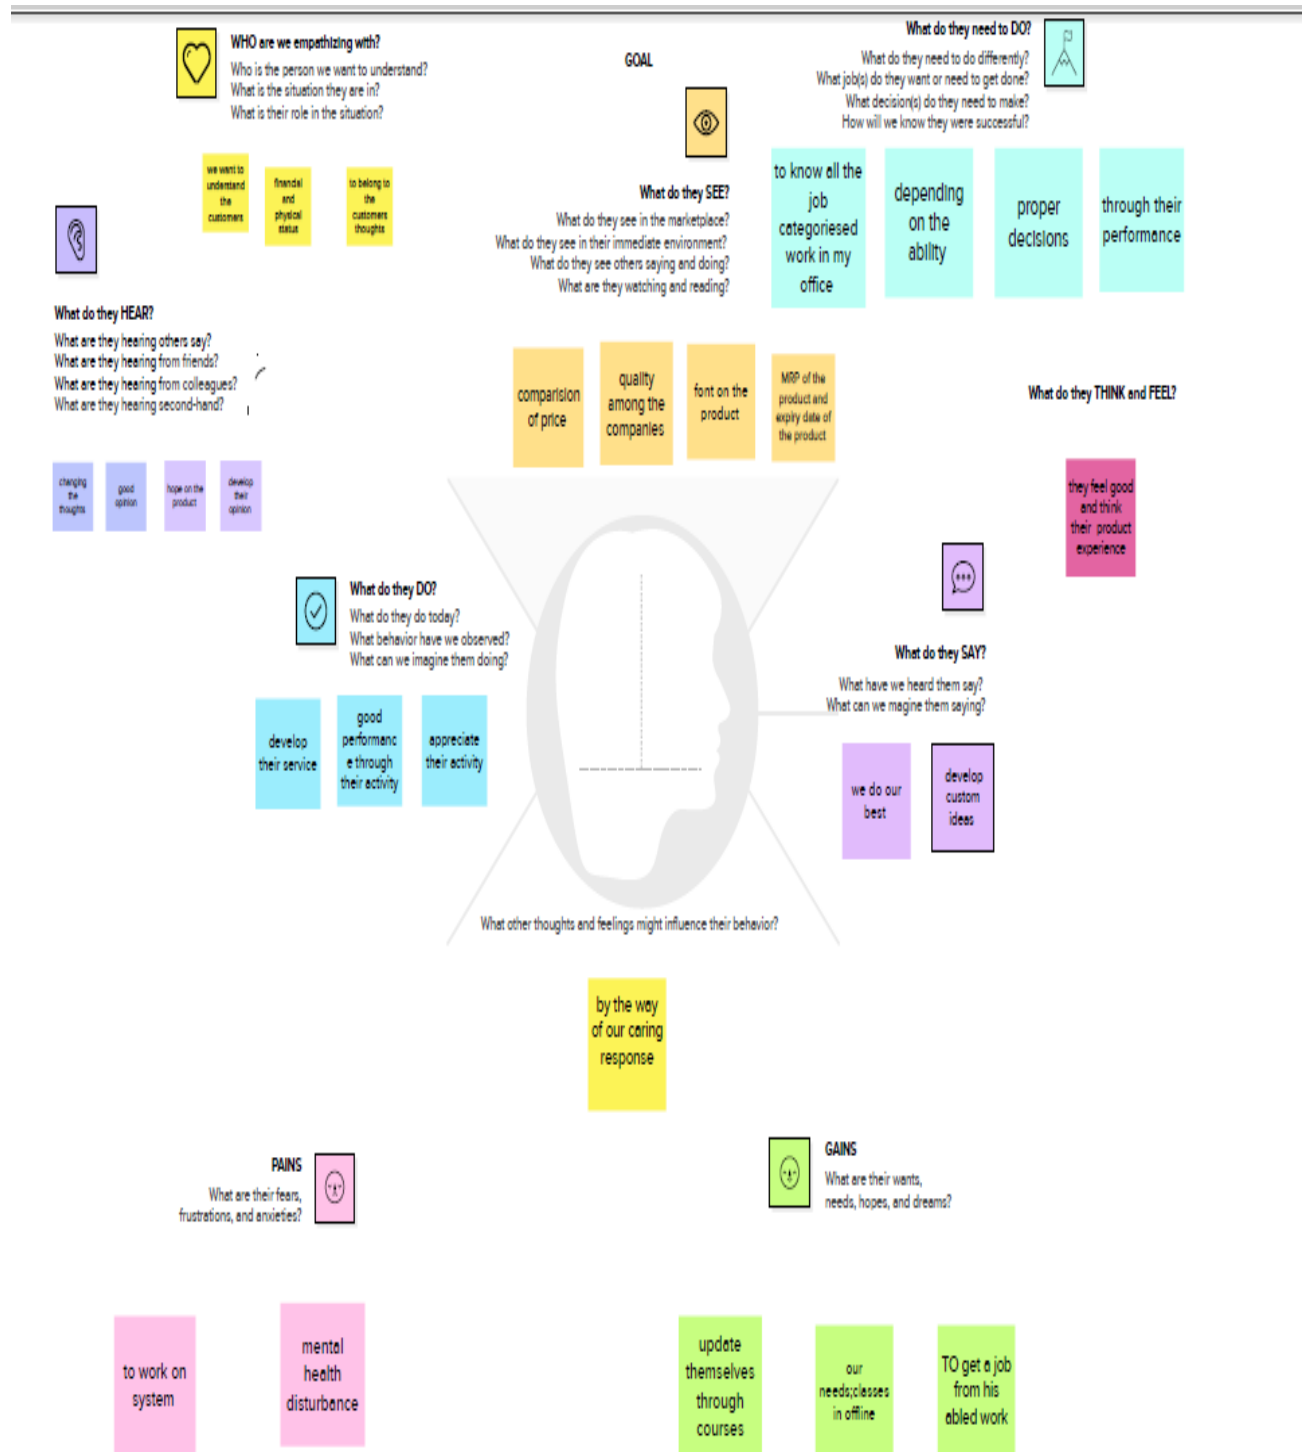 WHO are we empathizing with?
Who is the person we want to understand?
What is the situation they are in?
What is their role in the situation?
we want to
understand
the
customers
financial
and
physical
status
to belong to
the
customers
thoughts
GOAL
What do they need to DO?
What do they need to do differently?
What job(s) do they want or need to get done?
What decision(s) do they need to make?
How will we know they were successful?
to know all the
job
categoriesed
work in my
office
depending
on the
ability
proper
decisions
through their
performance
What do they SEE?
What do they see in the marketplace?
What do they see in their immediate environment?
What do they see others saying and doing?
What are they watching and reading?
comparision
of price
quality
among the
companies
font on the
product
MRP of the
product and
expiry date of
the product
What do they HEAR?
What are they hearing others say?
What are they hearing from friends?
What are they hearing from colleagues?
What are they hearing second-hand?
changing
the
thoughts
good
opinion
hope on the
product
develop
their
opinion
What do they THINK and FEEL?
they feel good
and think
their product
experience
What do they DO?
What do they do today?
What behavior have we observed?
What can we imagine them doing?
develop
their service
good
performanc
e through
their activity
appreciate
their activity
What do they SAY?
What have we heard them say?
What can we magine them saying?
we do our
best
develop
custom
ideas
What other thoughts and feelings might influence their behavior?
by the way
of our caring
response
PAINS
What are their fears,
frustrations, and anxieties?
to work on
system
mental
health
disturbance
GAINS
What are their wants,
needs, hopes, and dreams?
update
themselves
through
courses
our
needs;classes
in offline
TO get a job
from his
abled work